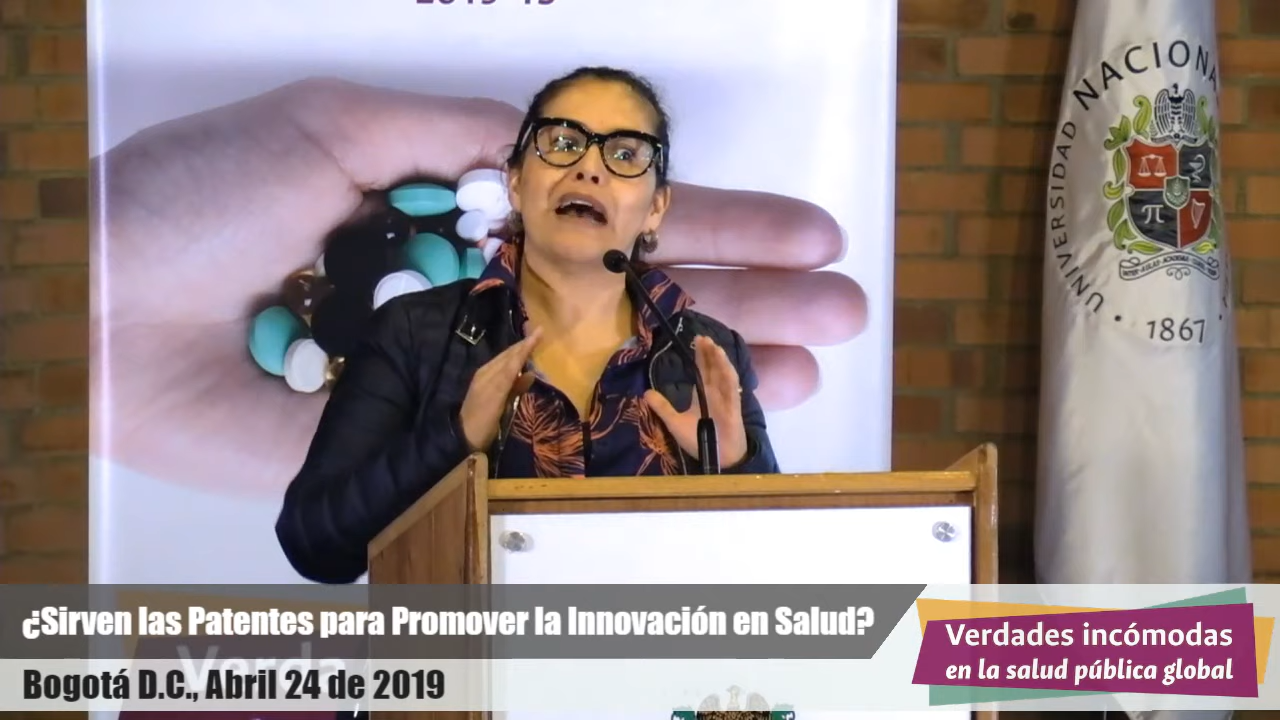 UNIVERSIDAD NACIONAL
1867
¿Sirven las Patentes para Promover la Innovación en Salud?
Bogotá D.C., Abril 24 de 2019
Verdades incómodas
en la salud pública global
Verda